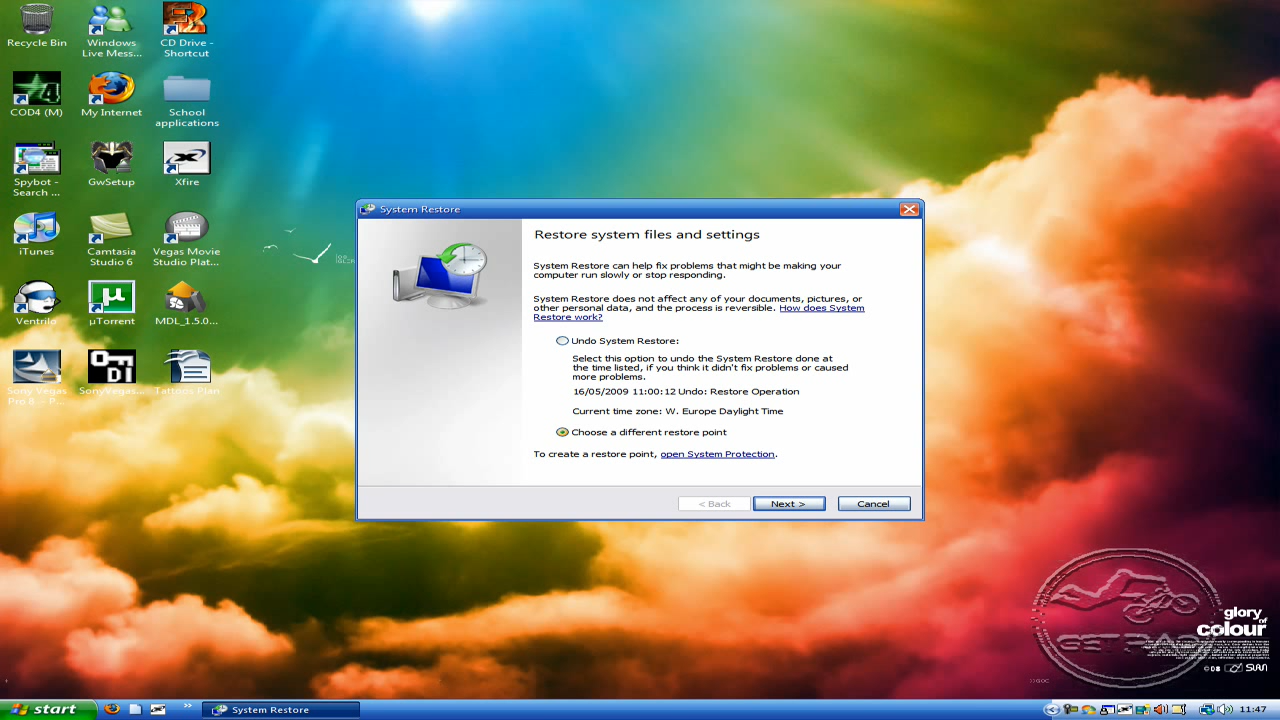 Recycle Bin
Windows
Live Mess...
CD Drive -
Shortcut
COD4 (M)
My Internet
School
applications
Spybot -
Search ...
GwSetup
Xfire
iTunes
Camtasia
Studio 6
Vegas Movie
Studio Plat...
Ventrilo
µTorrent
MDL_1.5.0...
Sony Vegas
Pro 8 -- P...
SonyVegas...
Tattoos Plan
System Restore
Restore system files and settings
System Restore can help fix problems that might be making your
computer run slowly or stop responding.
System Restore does not affect any of your documents, pictures, or
other personal data, and the process is reversible. How does System
Restore work?
Undo System Restore:
Select this option to undo the System Restore done at
the time listed, if you think it didn't fix problems or caused
more problems.
16/05/2009 11:00:12 Undo: Restore Operation
Current time zone: W. Europe Daylight Time
Choose a different restore point
To create a restore point, open System Protection.
< Back
Next >
Cancel
glory
of
colour
start
System Restore
11:47